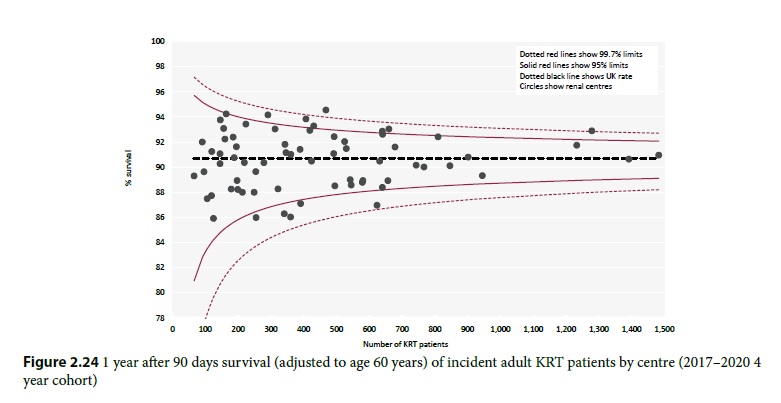 100
98
96
94
92
90
88
86
84
82
80
78
% survival
Dotted red lines show 99.7% limits
Solid red lines show 95% limits
Dotted black line shows UK rate
Circles show renal centres
0 100 200 300 400 500 600 700 800 900 1,000 1,100 1,200 1,300 1,400 1,500
Number of KRT patients
Figure 2.24 1 year after 90 days survival (adjusted to age 60 years) of incident adult KRT patients by centre (2017–2020 4
year cohort)